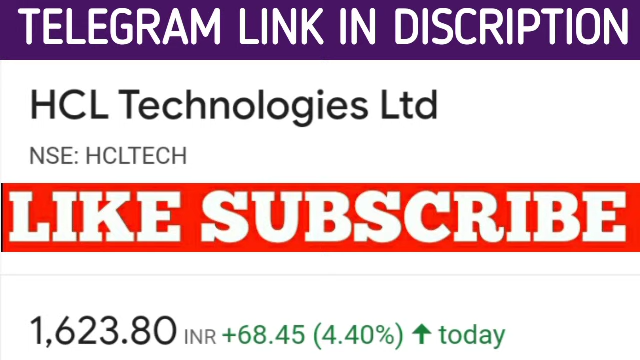 TELEGRAM LINK IN DISCRIPTION
HCL Technologies Ltd
NSE: HCLTECH
LIKE SUBSCRIBE
1,623.80 INR +68.45 (4.40%) ↑ today